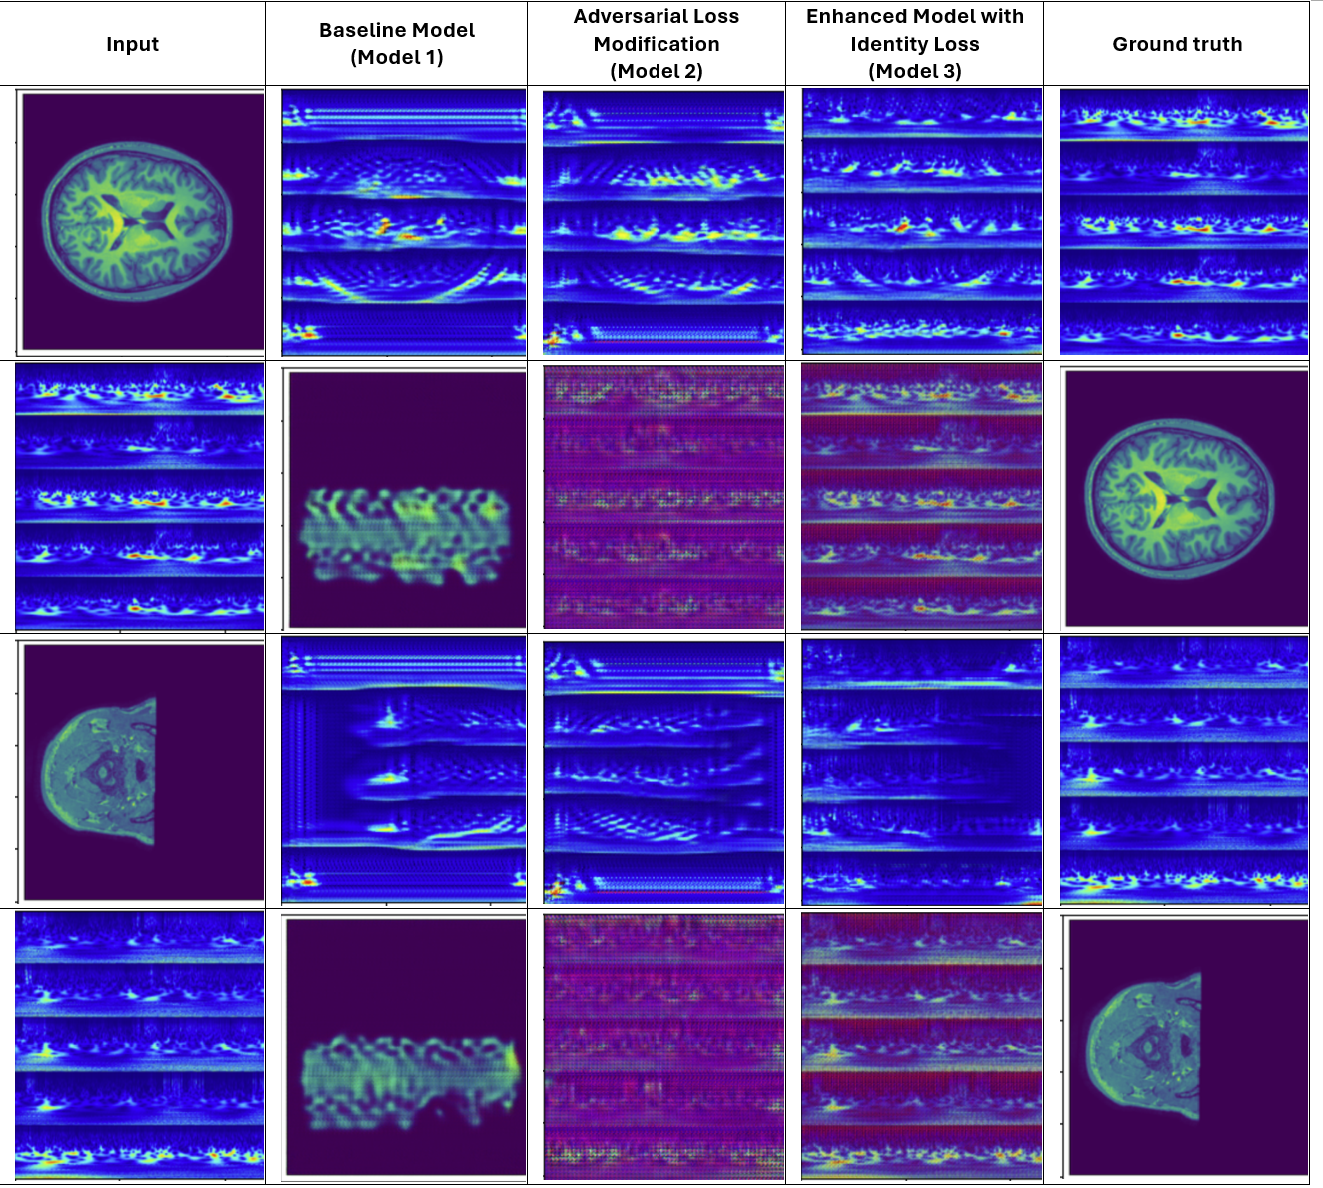 Input
Baseline Model
(Model 1)
Adversarial Loss
Modification
(Model 2)
Enhanced Model with
Identity Loss
(Model 3)
Ground truth